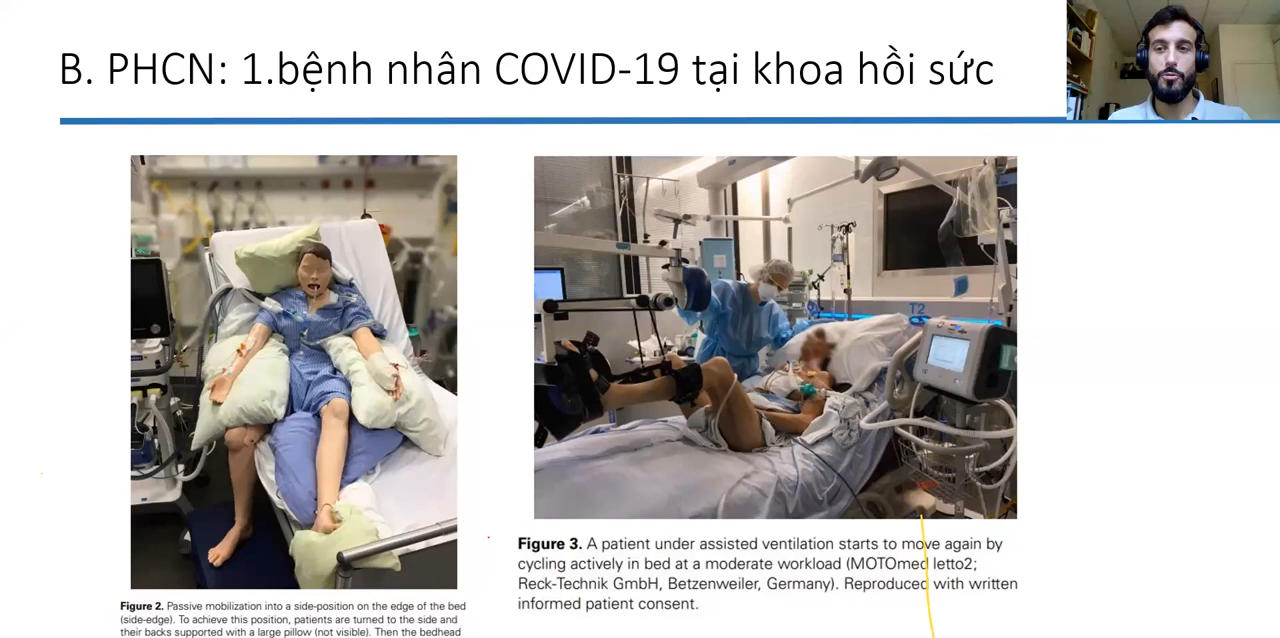 B. PHCN: 1.bệnh nhân COVID-19 tại khoa hồi sức
T2
Figure 2. Passive mobilization into a side-position on the edge of the bed
(side-edge). To achieve this position, patients are turned to the side and
their backs supported with a large pillow (not visible). Then the bedhead
Figure 3. A patient under assisted ventilation starts to move again by
cycling actively in bed at a moderate workload (MOTOmed letto2;
Reck-Technik GmbH, Betzenweiler, Germany). Reproduced with written
informed patient consent.